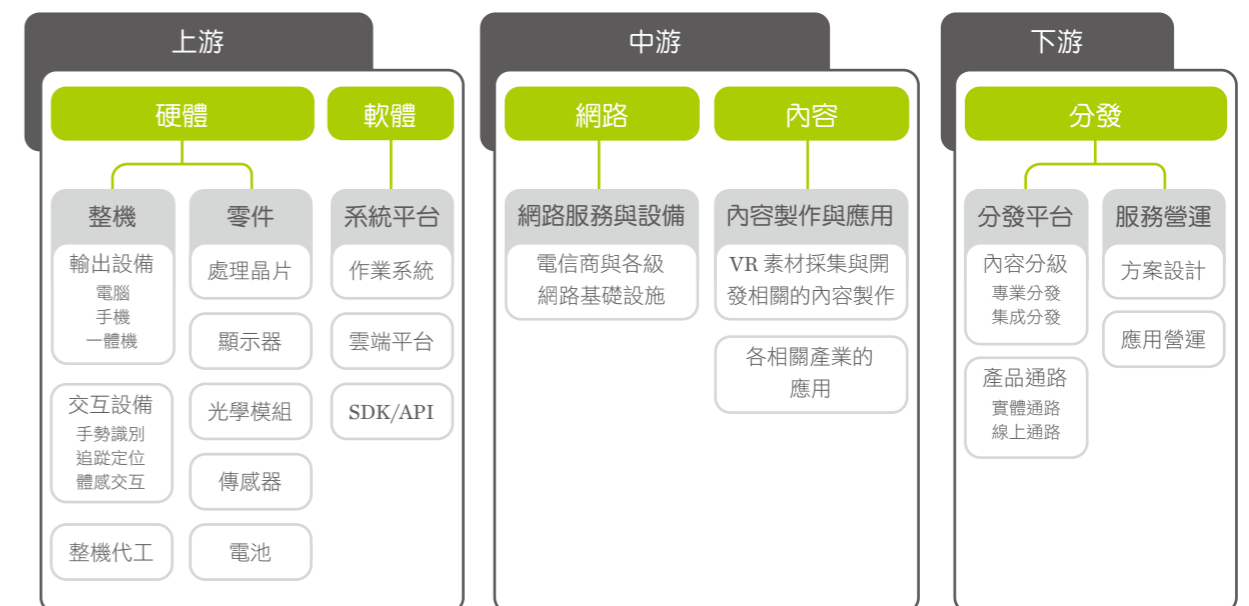 上游
硬體
整機
輸出設備
電腦
手機
一體機
交互設備
手勢識別
追蹤定位
體感交互
整機代工
零件
處理晶片
顯示器
光學模組
傳感器
電池
軟體
系統平台
作業系統
雲端平台
SDK/API
中游
網路
網路服務與設備
電信商與各級
網路基礎設施
內容
內容製作與應用
VR 素材採集與開
發相關的內容製作
各相關產業的
應用
下游
分發
分發平台
內容分級
專業分發
集成分發
產品通路
實體通路
線上通路
服務營運
方案設計
應用營運